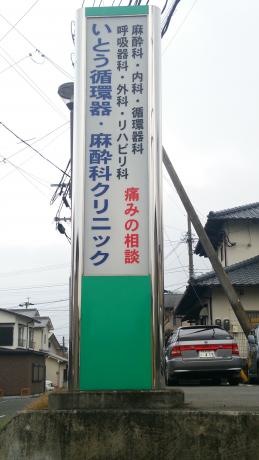 麻酔科・内科・循環器科
呼吸器科・外科・リハビリ科
痛みの相談
いとう循環器・麻酔科クリニック